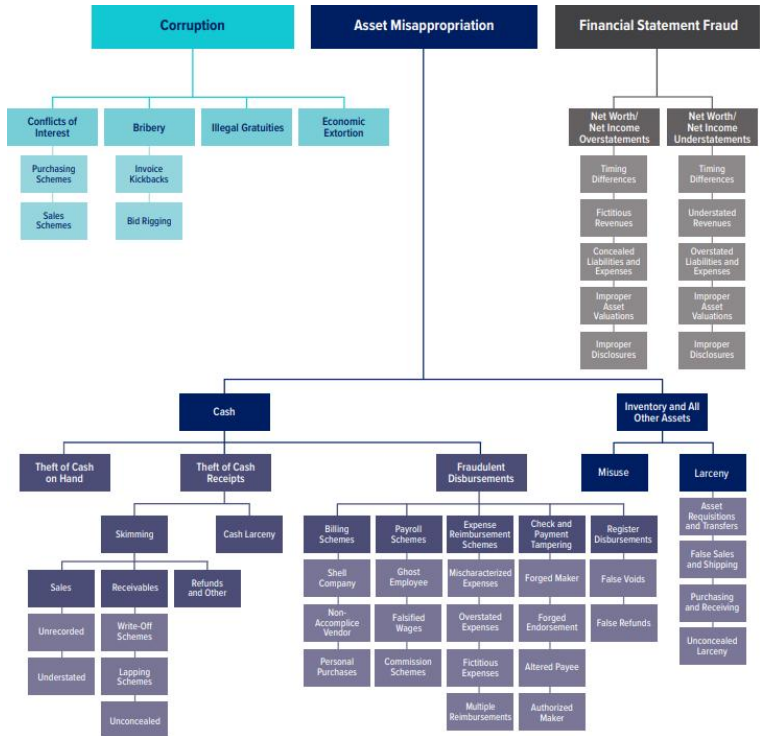 Corruption
Asset Misappropriation
Financial Statement Fraud
Conflicts of
Interest
Bribery
Illegal Gratuities
Economic
Extortion
Purchasing
Schemes
Sales
Schemes
Invoice
Kickbacks
Bid Rigging
Net Worth/
Net Income
Overstatements
Net Worth/
Net Income
Understatements
Timing
Differences
Fictitious
Revenues
Concealed
Liabilities and
Expenses
Improper
Asset
Valuations
Improper
Disclosures
Timing
Differences
Understated
Revenues
Overstated
Liabilities and
Expenses
Improper
Asset
Valuations
Improper
Disclosures
Cash
Inventory and All
Other Assets
Theft of Cash
on Hand
Theft of Cash
Receipts
Fraudulent
Disbursements
Misuse
Larceny
Skimming
Cash Larceny
Sales
Receivables
Refunds
and Other
Unrecorded
Understated
Write-Off
Schemes
Lapping
Schemes
Unconcealed
Billing
Schemes
Payroll
Schemes
Expense
Reimbursement
Schemes
Check and
Payment
Tampering
Register
Disbursements
Shell
Company
Non-
Accomplice
Vendor
Personal
Purchases
Ghost
Employee
Falsified
Wages
Commission
Schemes
Mischaracterized
Expenses
Overstated
Expenses
Fictitious
Expenses
Multiple
Reimbursements
Forged Maker
Forged
Endorsement
Altered Payee
Authorized
Maker
False Voids
False Refunds
Asset
Requisitions
and Transfers
False Sales
and Shipping
Purchasing
and Receiving
Unconcealed
Larceny